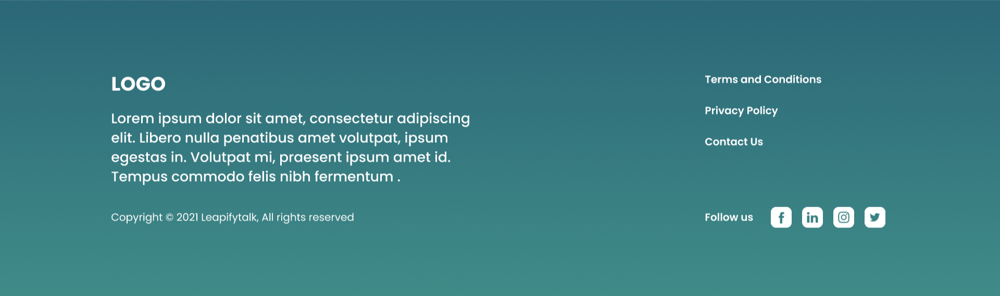 LOGO
Lorem ipsum dolor sit amet, consectetur adipiscing
elit. Libero nulla penatibus amet volutpat, ipsum
egestas in. Volutpat mi, praesent ipsum amet id.
Tempus commodo felis nibh fermentum .
Copyright © 2021 Leapifytalk, All rights reserved
Terms and Conditions
Privacy Policy
Contact Us
Follow us